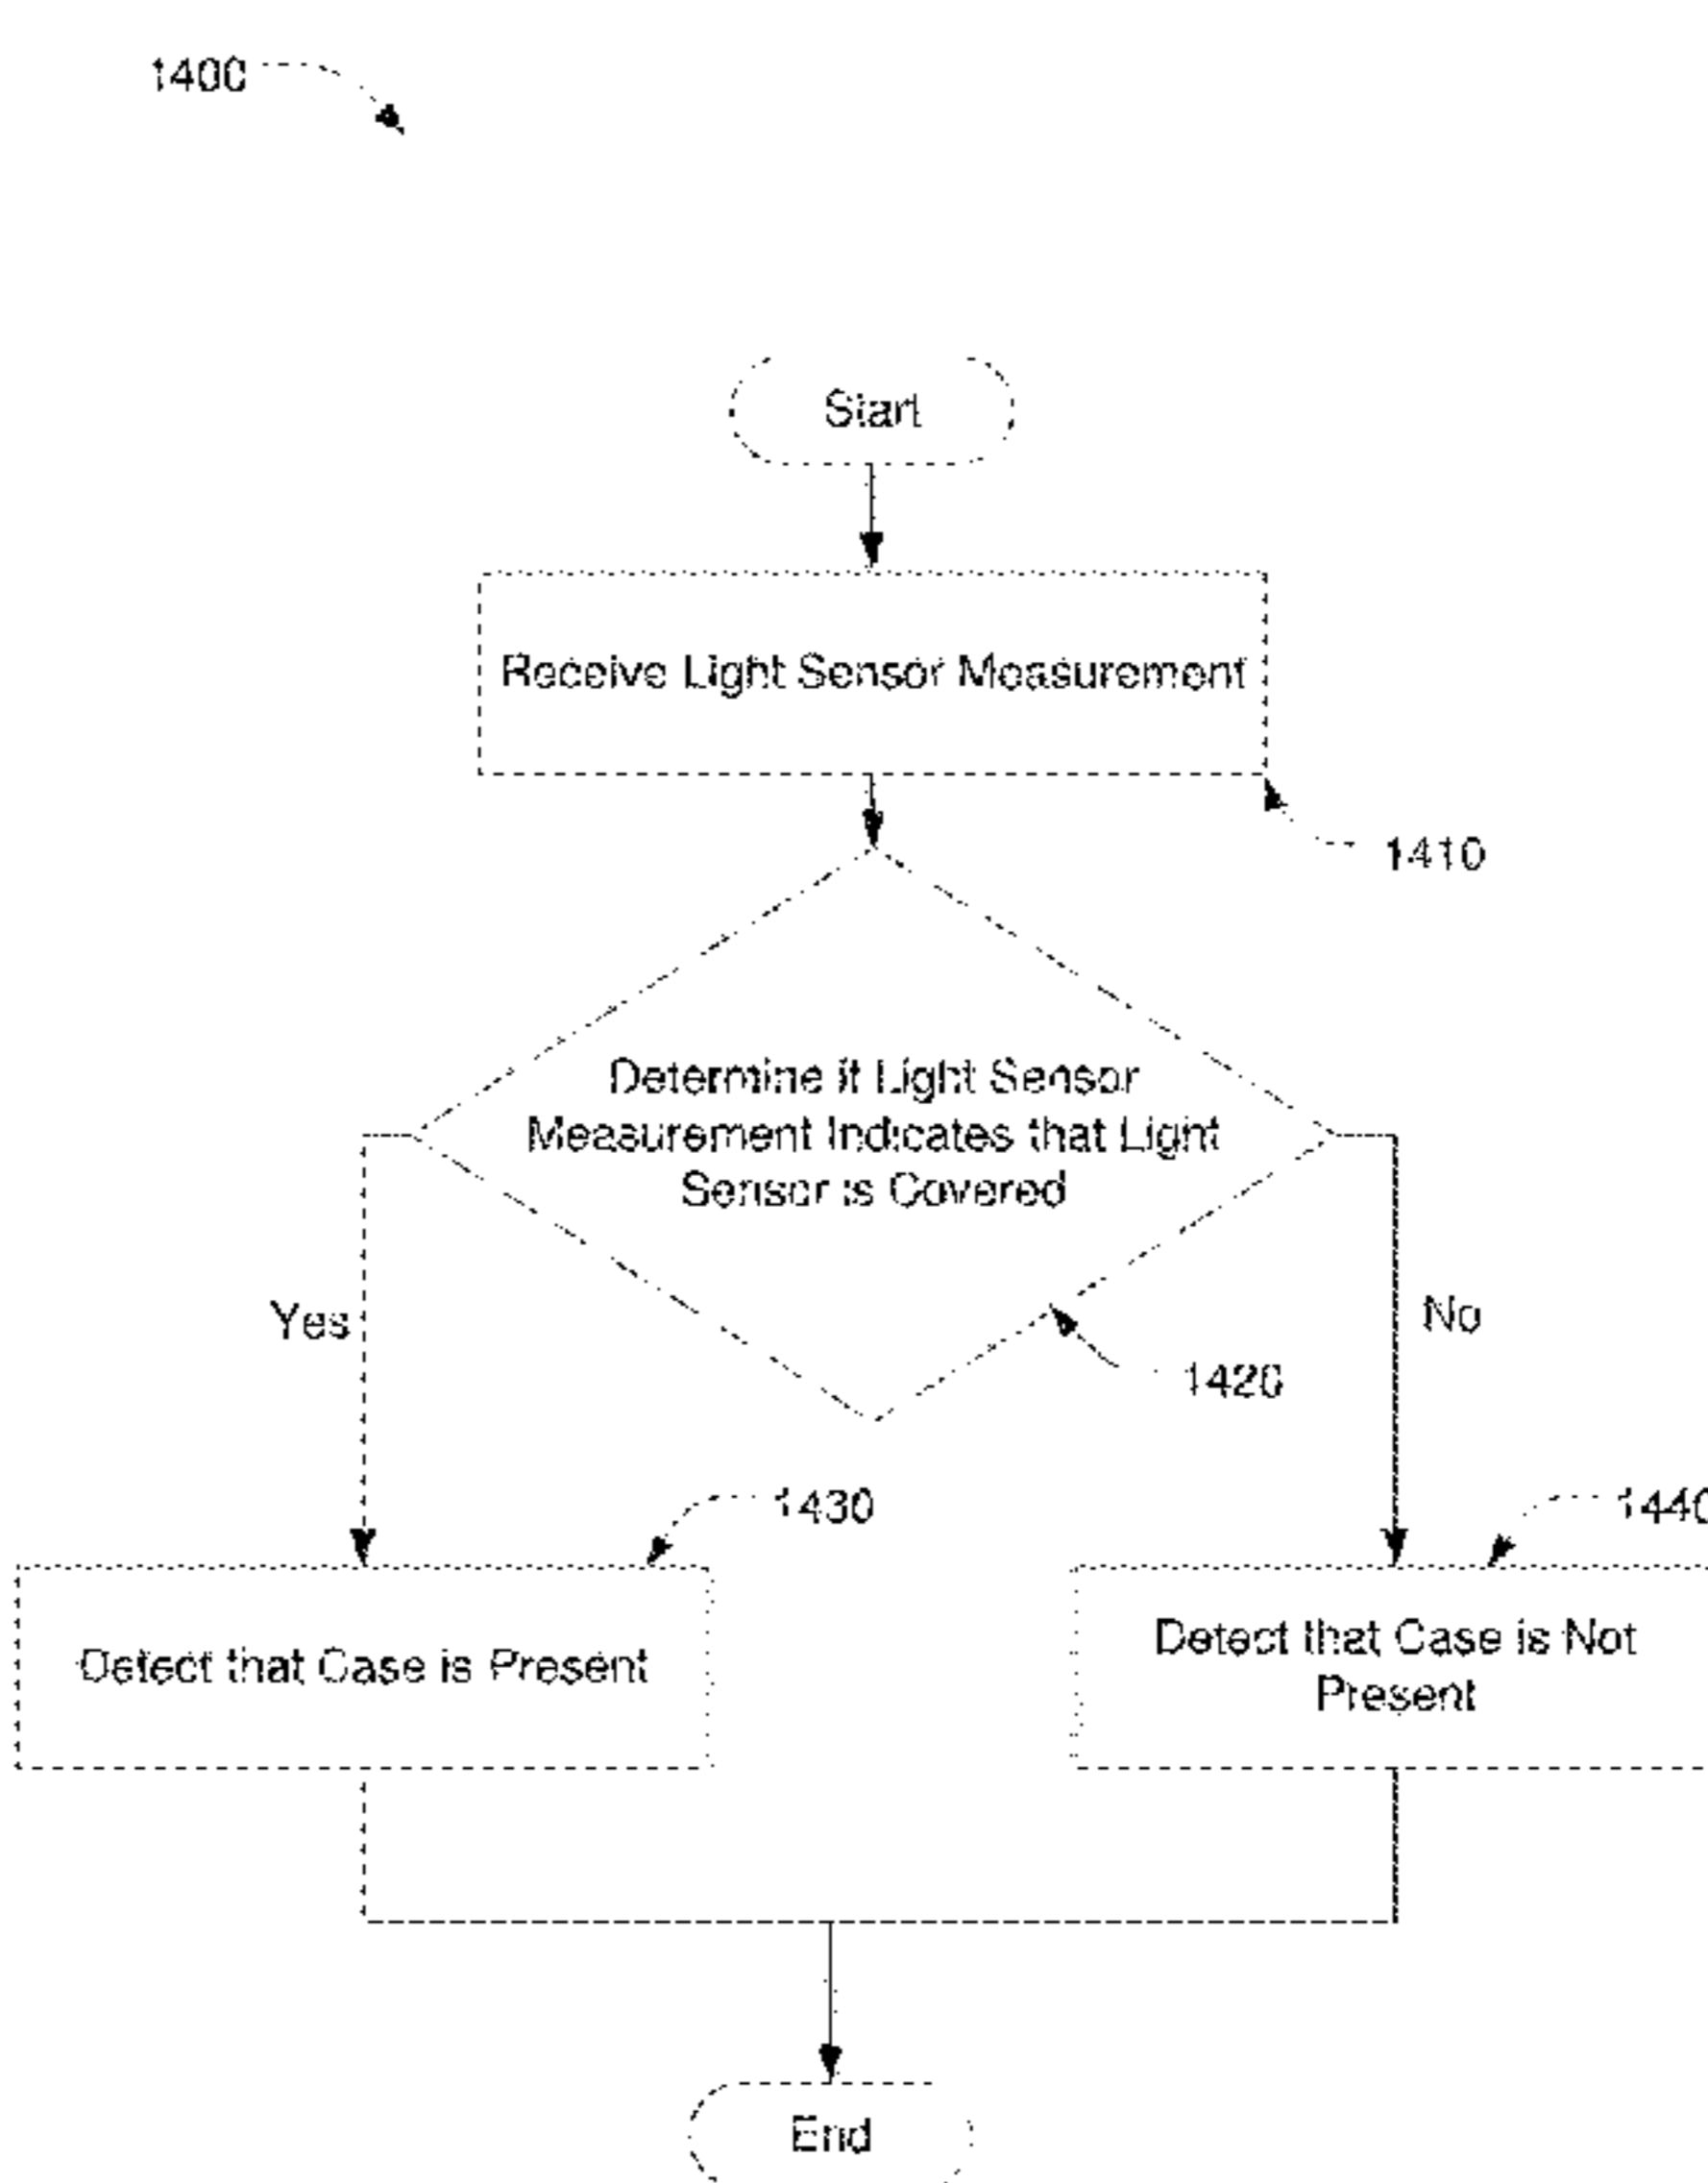 1400
Start
Receive Light Sensor Measurement
1410
Determine if Light Sensor
Measurement Indicates that Light
Sensor is Covered
Yes
No
1420
1430
1440
Detect that Case is Present
Detect that Case is Not
Present
End